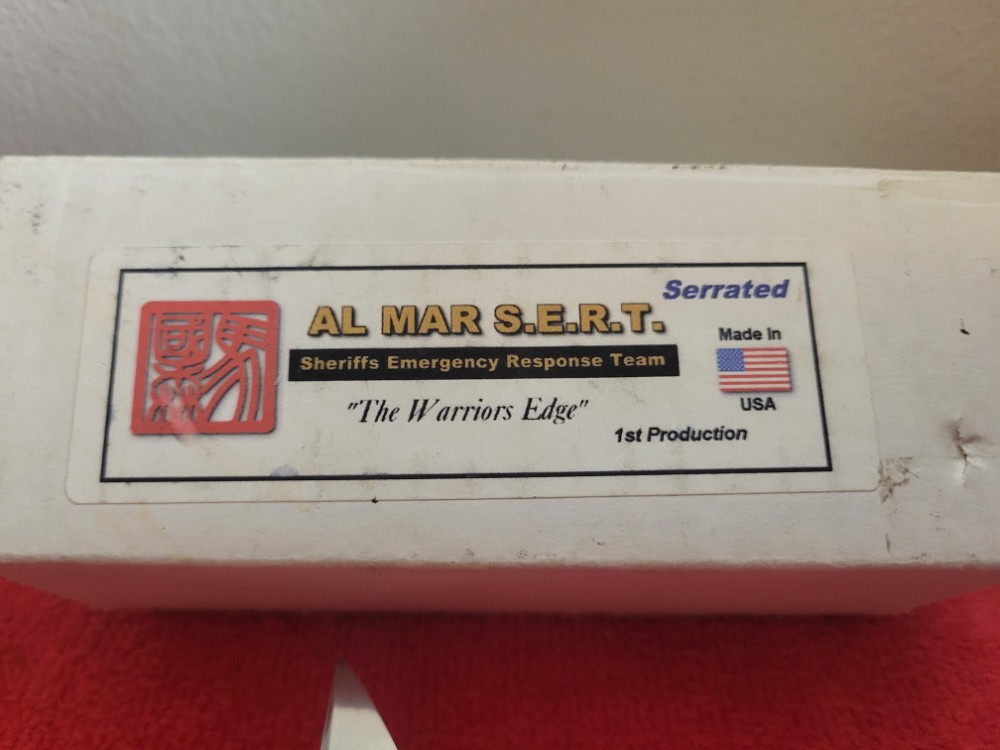 Serrated
AL MAR S.E.R.T.
Sheriffs Emergency Response Team
"The Warriors Edge"
Made In
USA
1st Production